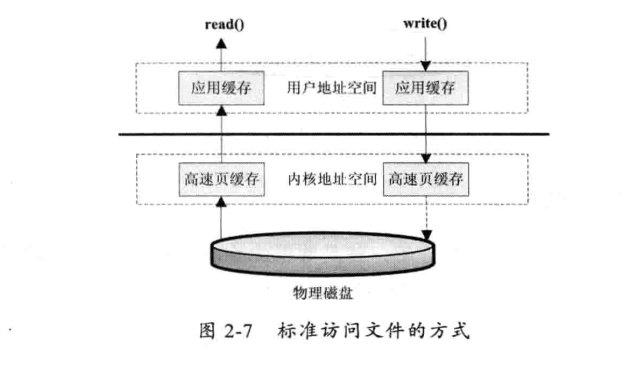 read() write()
应用缓存 用户地址空间 应用缓存
高速页缓存 内核地址空间 高速页缓存
物理磁盘
图 2-7 标准访问文件的方式